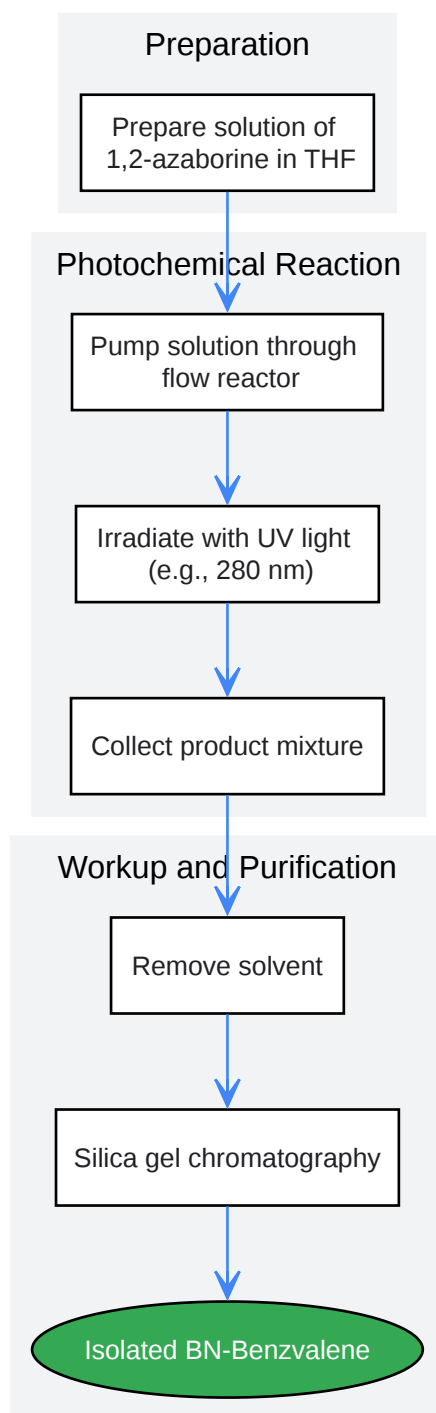 Preparation
Prepare solution of
1,2-azaborine in THF
Photochemical Reaction
Pump solution through
flow reactor
Irradiate with UV light
(e.g., 280 nm)
Collect product mixture
Workup and Purification
Remove solvent
Silica gel chromatography
Isolated BN-Benzvalene